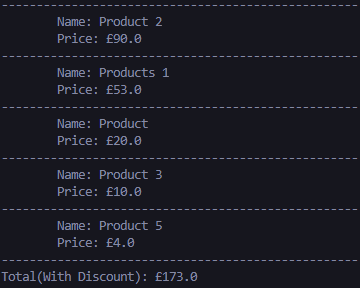 ---------------------------------------------------
Name: Product 2
Price: £90.0
---------------------------------------------------
Name: Products 1
Price: £53.0
---------------------------------------------------
Name: Product
Price: £20.0
---------------------------------------------------
Name: Product 3
Price: £10.0
---------------------------------------------------
Name: Product 5
Price: £4.0
---------------------------------------------------
Total(With Discount): £173.0